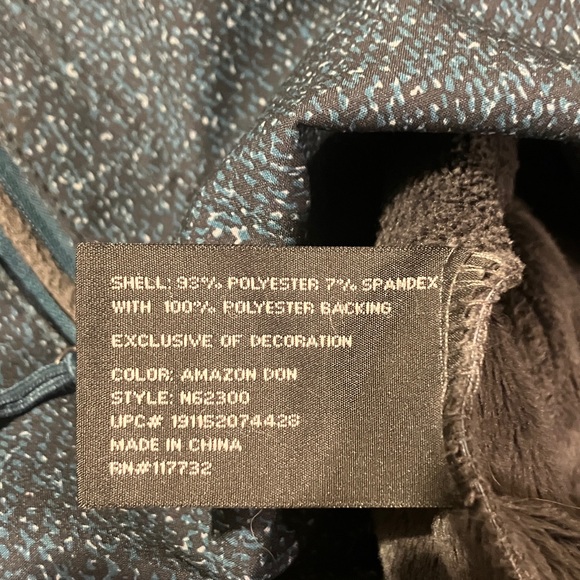 SHELL: 93% POLYESTER 7% SPANDEX
WITH 100% POLYESTER BACKING
EXCLUSIVE OF DECORATION
COLOR: AMAZON DON
STYLE: N62300
UPC# 191152074428
MADE IN CHINA
RN#117732